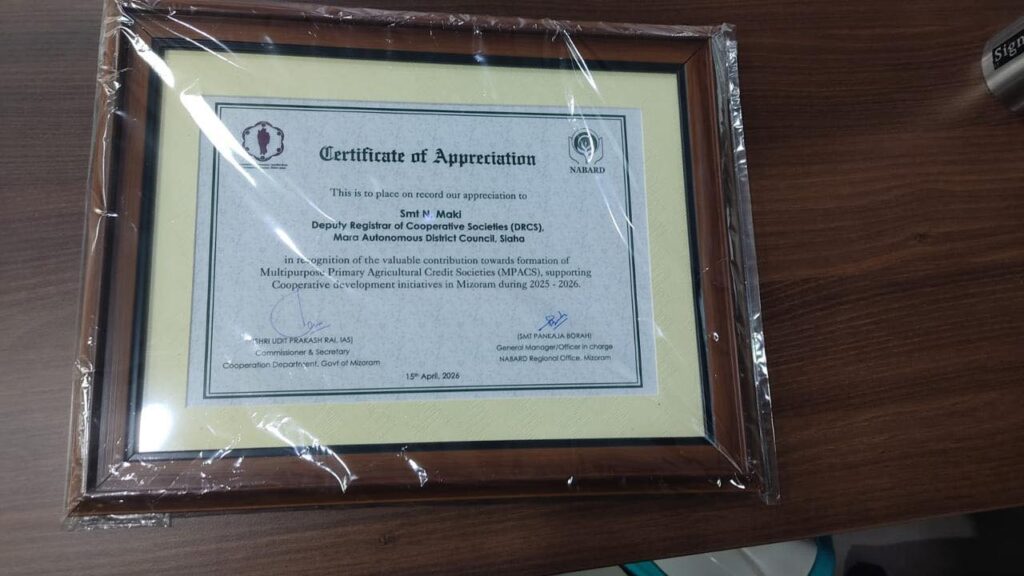 Certificate of Appreciation
NABARD
This is to place on record our appreciation to
Smt N. Maki
Deputy Registrar of Cooperative Societies (DRCS),
Mara Autonomous District Council, Siaha
in recognition of the valuable contribution towards formation of
Multipurpose Primary Agricultural Credit Societies (MPACS), supporting
Cooperative development initiatives in Mizoram during 2025 - 2026.
(SHRI UDIT PRAKASH RAI, IAS)
Commissioner & Secretary
Cooperation Department, Govt of Mizoram
(SMT PANKAJA BORAH)
General Manager/Officer in charge
NABARD Regional Office, Mizoram
15th April, 2026
Sign